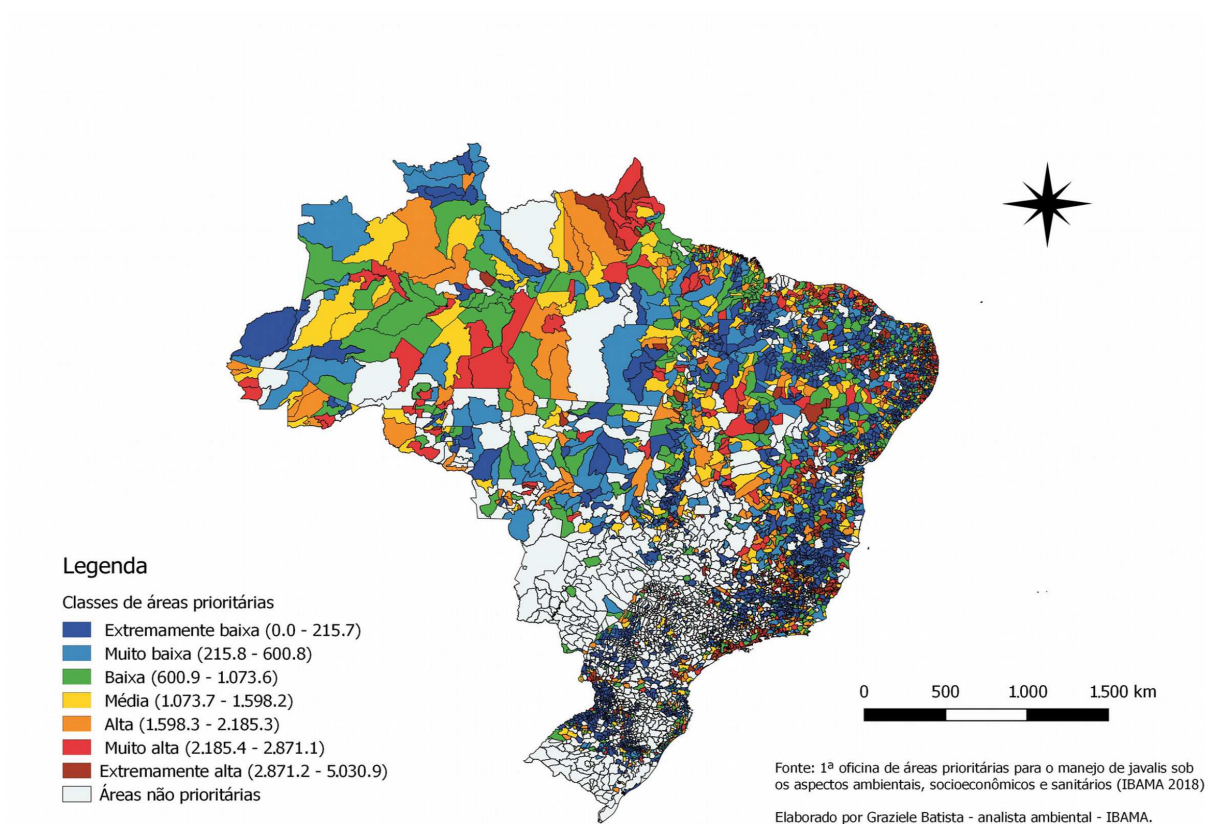 Legenda
Classes de áreas prioritárias
Extremamente baixa (0.0 - 215.7)
Muito baixa (215.8 - 600.8)
Baixa (600.9 - 1.073.6)
Média (1.073.7 - 1.598.2)
Alta (1.598.3 - 2.185.3)
Muito alta (2.185.4 - 2.871.1)
Extremamente alta (2.871.2 - 5.030.9)
Áreas não prioritárias
0 500 1.000 1.500 km
Fonte: 1ª oficina de áreas prioritárias para o manejo de javalis sob
os aspectos ambientais, socioeconômicos e sanitários (IBAMA 2018)
Elaborado por Graziele Batista - analista ambiental - IBAMA.